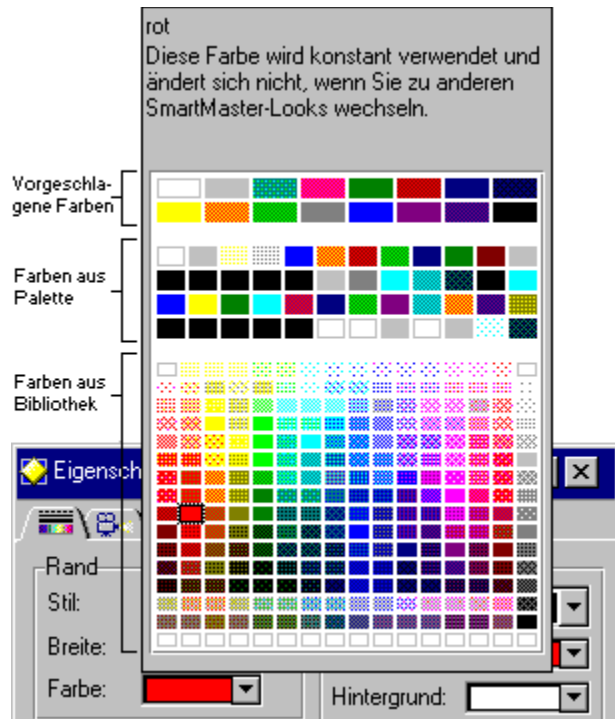 rot
Diese Farbe wird konstant verwendet und
ändert sich nicht, wenn Sie zu anderen
SmartMaster-Looks wechseln.
Vorgeschla-
gene Farben
Farben aus
Palette
Farben aus
Bibliothek
Eigensch
Rand
Stil:
Breite:
Farbe:
Hintergrund: